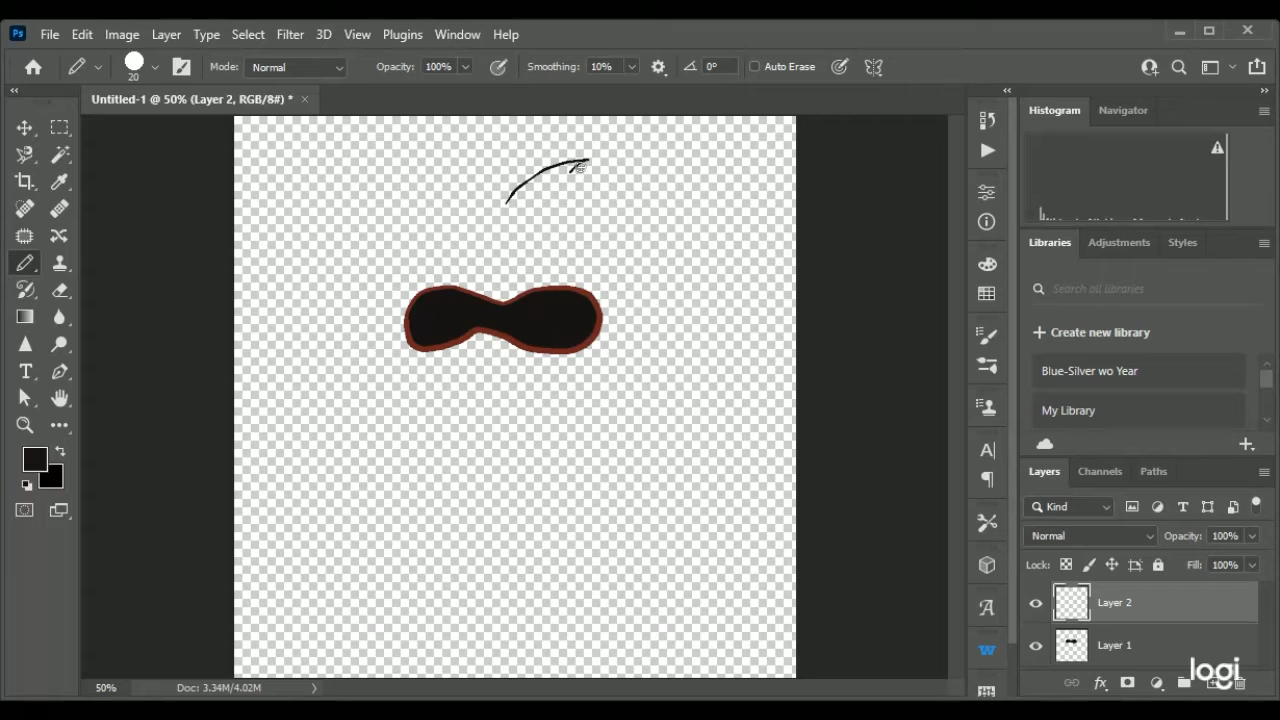 Ps File Edit Image Layer Type Select Filter 3D View Plugins Window Help
20 Mode: Normal Opacity: 100% Smoothing: 10% 0° Auto Erase
Untitled-1 @ 50% (Layer 2, RGB/8#) *
Histogram Navigator
Libraries Adjustments Styles
Search all libraries
Create new library
Blue-Silver wo Year
My Library
Layers Channels Paths
Kind
Normal Opacity: 100%
Lock: Fill: 100%
Layer 2
Layer 1
logi
50% Doc: 3.34M/4.02M